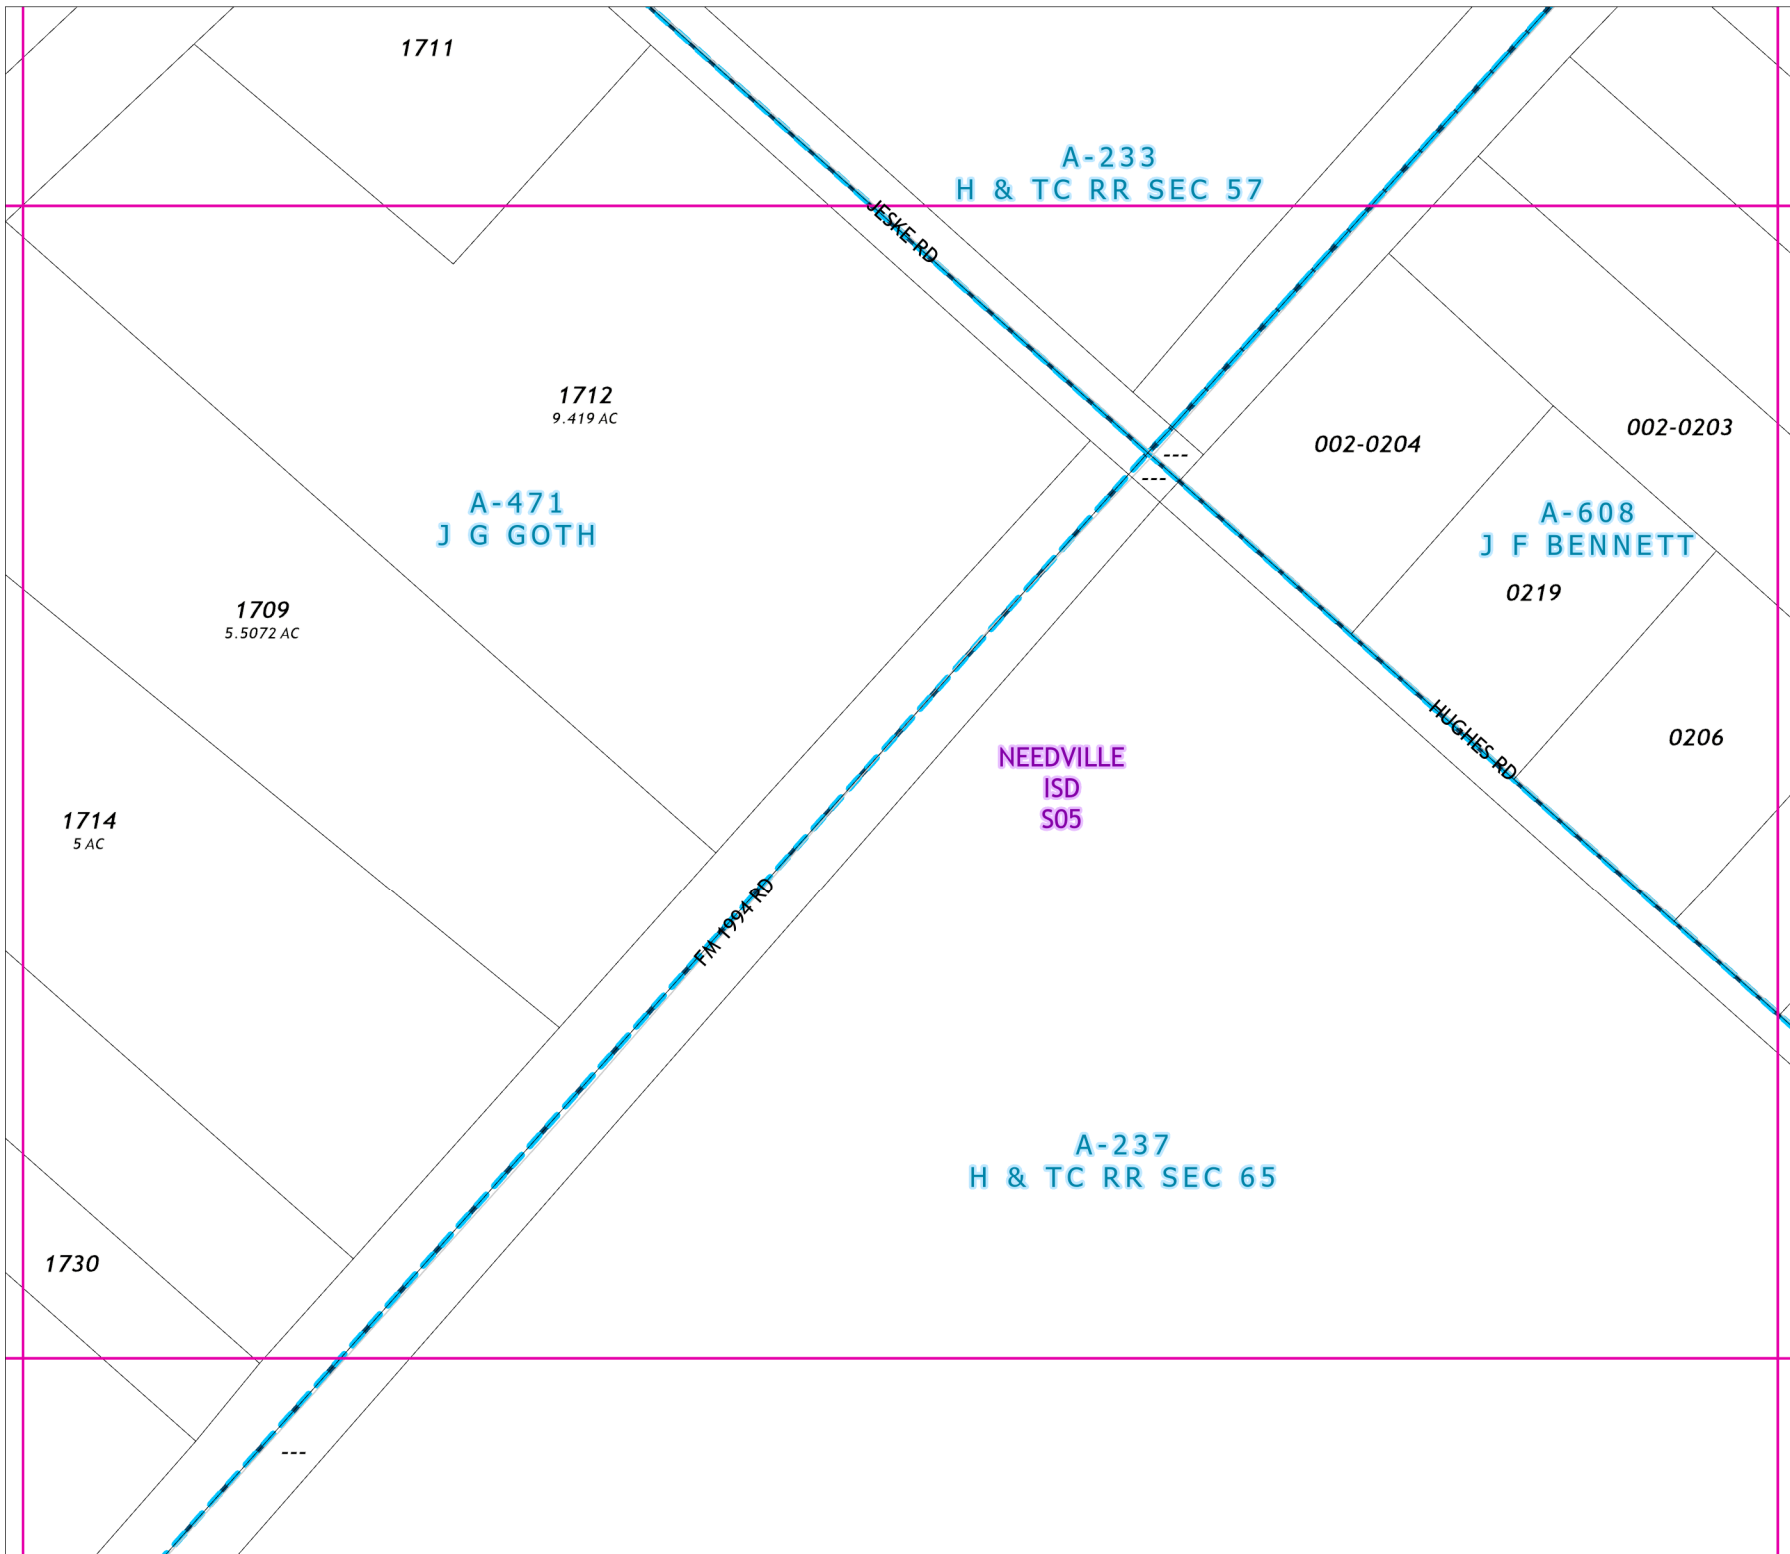 1711
A-233
H & TC RR SEC 57
JESKE RD
1712
9.419 AC
002-0204
002-0203
---
---
A-471
J G GOTH
A-608
J F BENNETT
0219
1709
5.5072 AC
HUGHES RD
0206
NEEDVILLE
ISD
S05
1714
5 AC
FM 1994 RD
A-237
H & TC RR SEC 65
1730
---